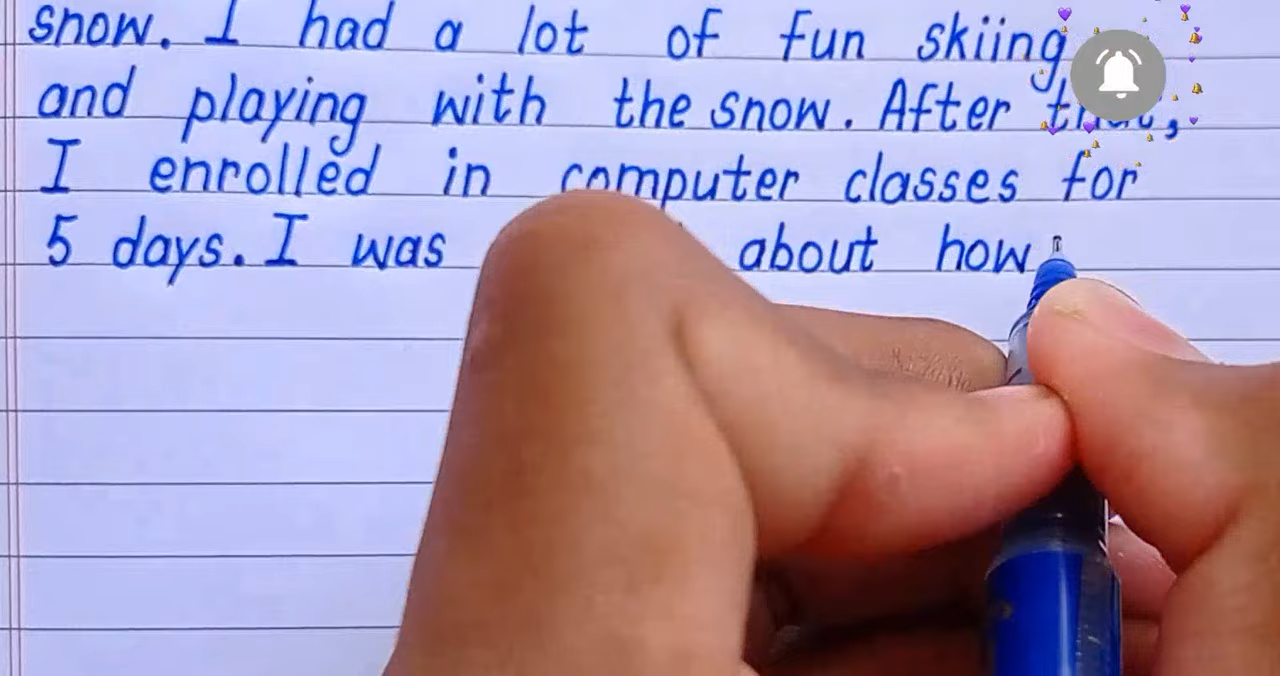 snow. I had a lot of fun skiing
and playing with the snow. After that,
I enrolled in computer classes for
5 days. I was about how